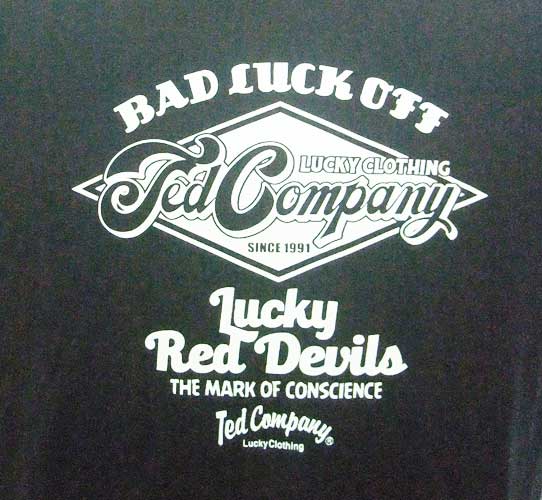 BAD LUCK OFF
LUCKY CLOTHING
Ted Company
SINCE 1991
Lucky
Red Devils
THE MARK OF CONSCIENCE
Ted Company®
Lucky Clothing